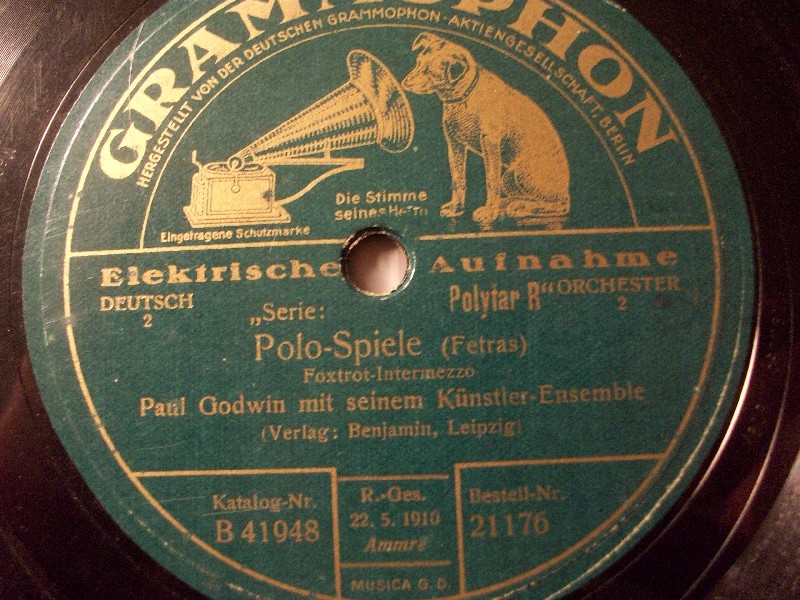 GRAMMOPHON
HERGESTELLT VON DER DEUTSCHEN GRAMMOPHON-AKTIENGESELLSCHAFT, BERLIN
Die Stimme
seines Herrn
Eingetragene Schutzmarke
Elektrische Aufnahme
DEUTSCH „Serie: Polyfar R“ ORCHESTER
2 2
Polo-Spiele (Fetras)
Foxtrot-Intermezzo
Paul Godwin mit seinem Künstler-Ensemble
(Verlag: Benjamin, Leipzig)
Katalog-Nr. R.-Ges. Bestell-Nr.
B 41948 22. 5. 1910 21176
Ammrë
MUSICA G. D.